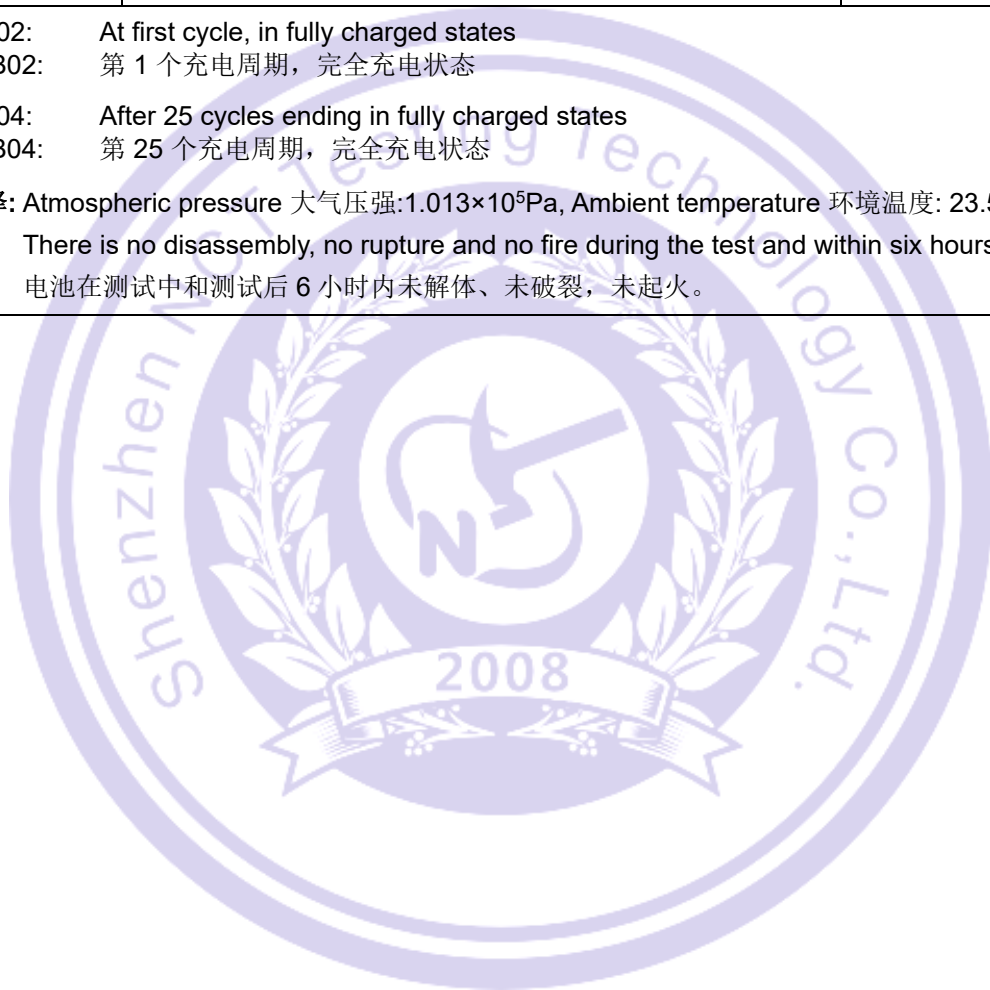 02: At first cycle, in fully charged states
302: 第 1 个充电周期，完全充电状态
04: After 25 cycles ending in fully charged states
304: 第 25 个充电周期，完全充电状态
: Atmospheric pressure 大气压强:1.013×10⁵Pa, Ambient temperature 环境温度: 23.5
There is no disassembly, no rupture and no fire during the test and within six hours
电池在测试中和测试后 6 小时内未解体、未破裂，未起火。
Shenzhen NCT Testing Technology Co.,Ltd.
N
2008